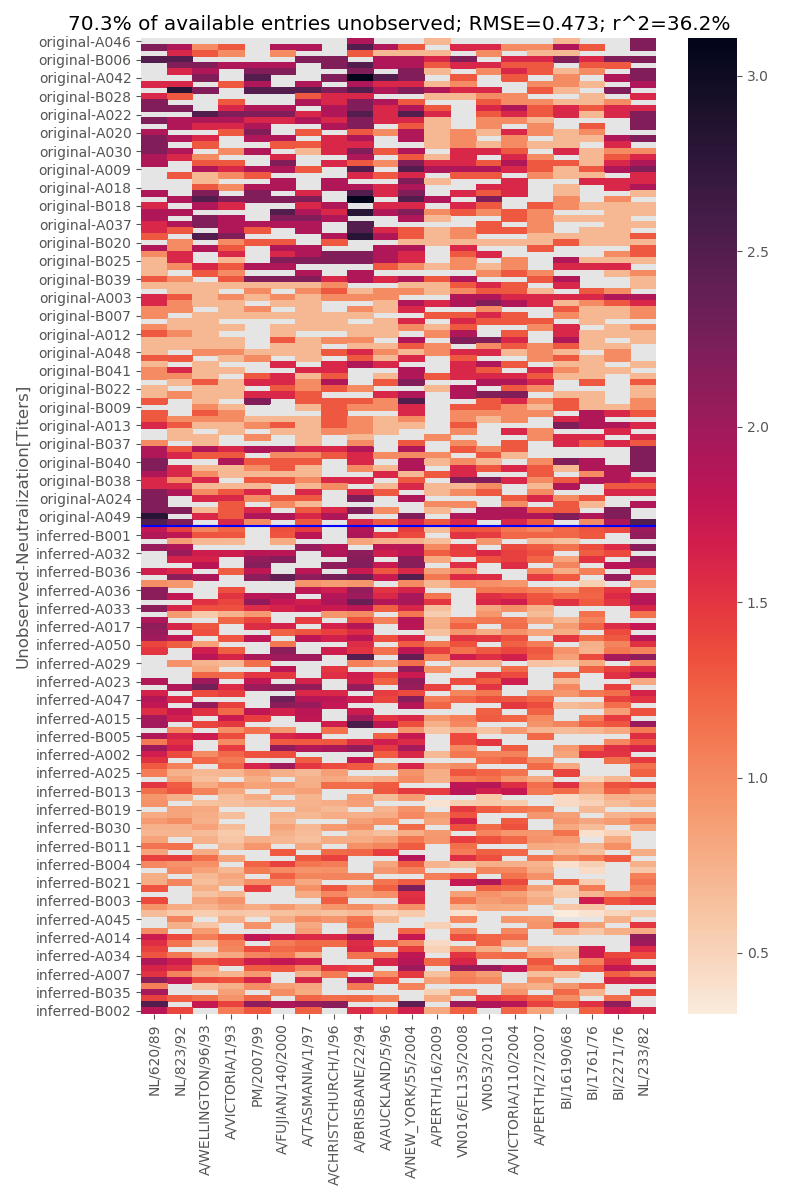 70.3% of available entries unobserved; RMSE=0.473; r^2=36.2%
Unobserved-Neutralization[Titers]
original-A046
original-B006
original-A042
original-B028
original-A022
original-A020
original-A030
original-A009
original-A018
original-B018
original-A037
original-B020
original-B025
original-B039
original-A003
original-B007
original-A012
original-A048
original-B041
original-B022
original-B009
original-A013
original-B037
original-B040
original-B038
original-A024
original-A049
inferred-B001
inferred-A032
inferred-B036
inferred-A036
inferred-A033
inferred-A017
inferred-A050
inferred-A029
inferred-A023
inferred-A047
inferred-A015
inferred-B005
inferred-A002
inferred-A025
inferred-B013
inferred-B019
inferred-B030
inferred-B011
inferred-B004
inferred-B021
inferred-B003
inferred-A045
inferred-A014
inferred-A034
inferred-A007
inferred-B035
inferred-B002
NL/620/89
NL/823/92
A/WELLINGTON/96/93
A/VICTORIA/1/93
PM/2007/99
A/FUJIAN/140/2000
A/TASMANIA/1/97
A/CHRISTCHURCH/1/96
A/BRISBANE/22/94
A/AUCKLAND/5/96
A/NEW_YORK/55/2004
A/PERTH/16/2009
VN016/EL135/2008
VN053/2010
A/VICTORIA/110/2004
A/PERTH/27/2007
BI/16190/68
BI/1761/76
BI/2271/76
NL/233/82
3.0
2.5
2.0
1.5
1.0
0.5